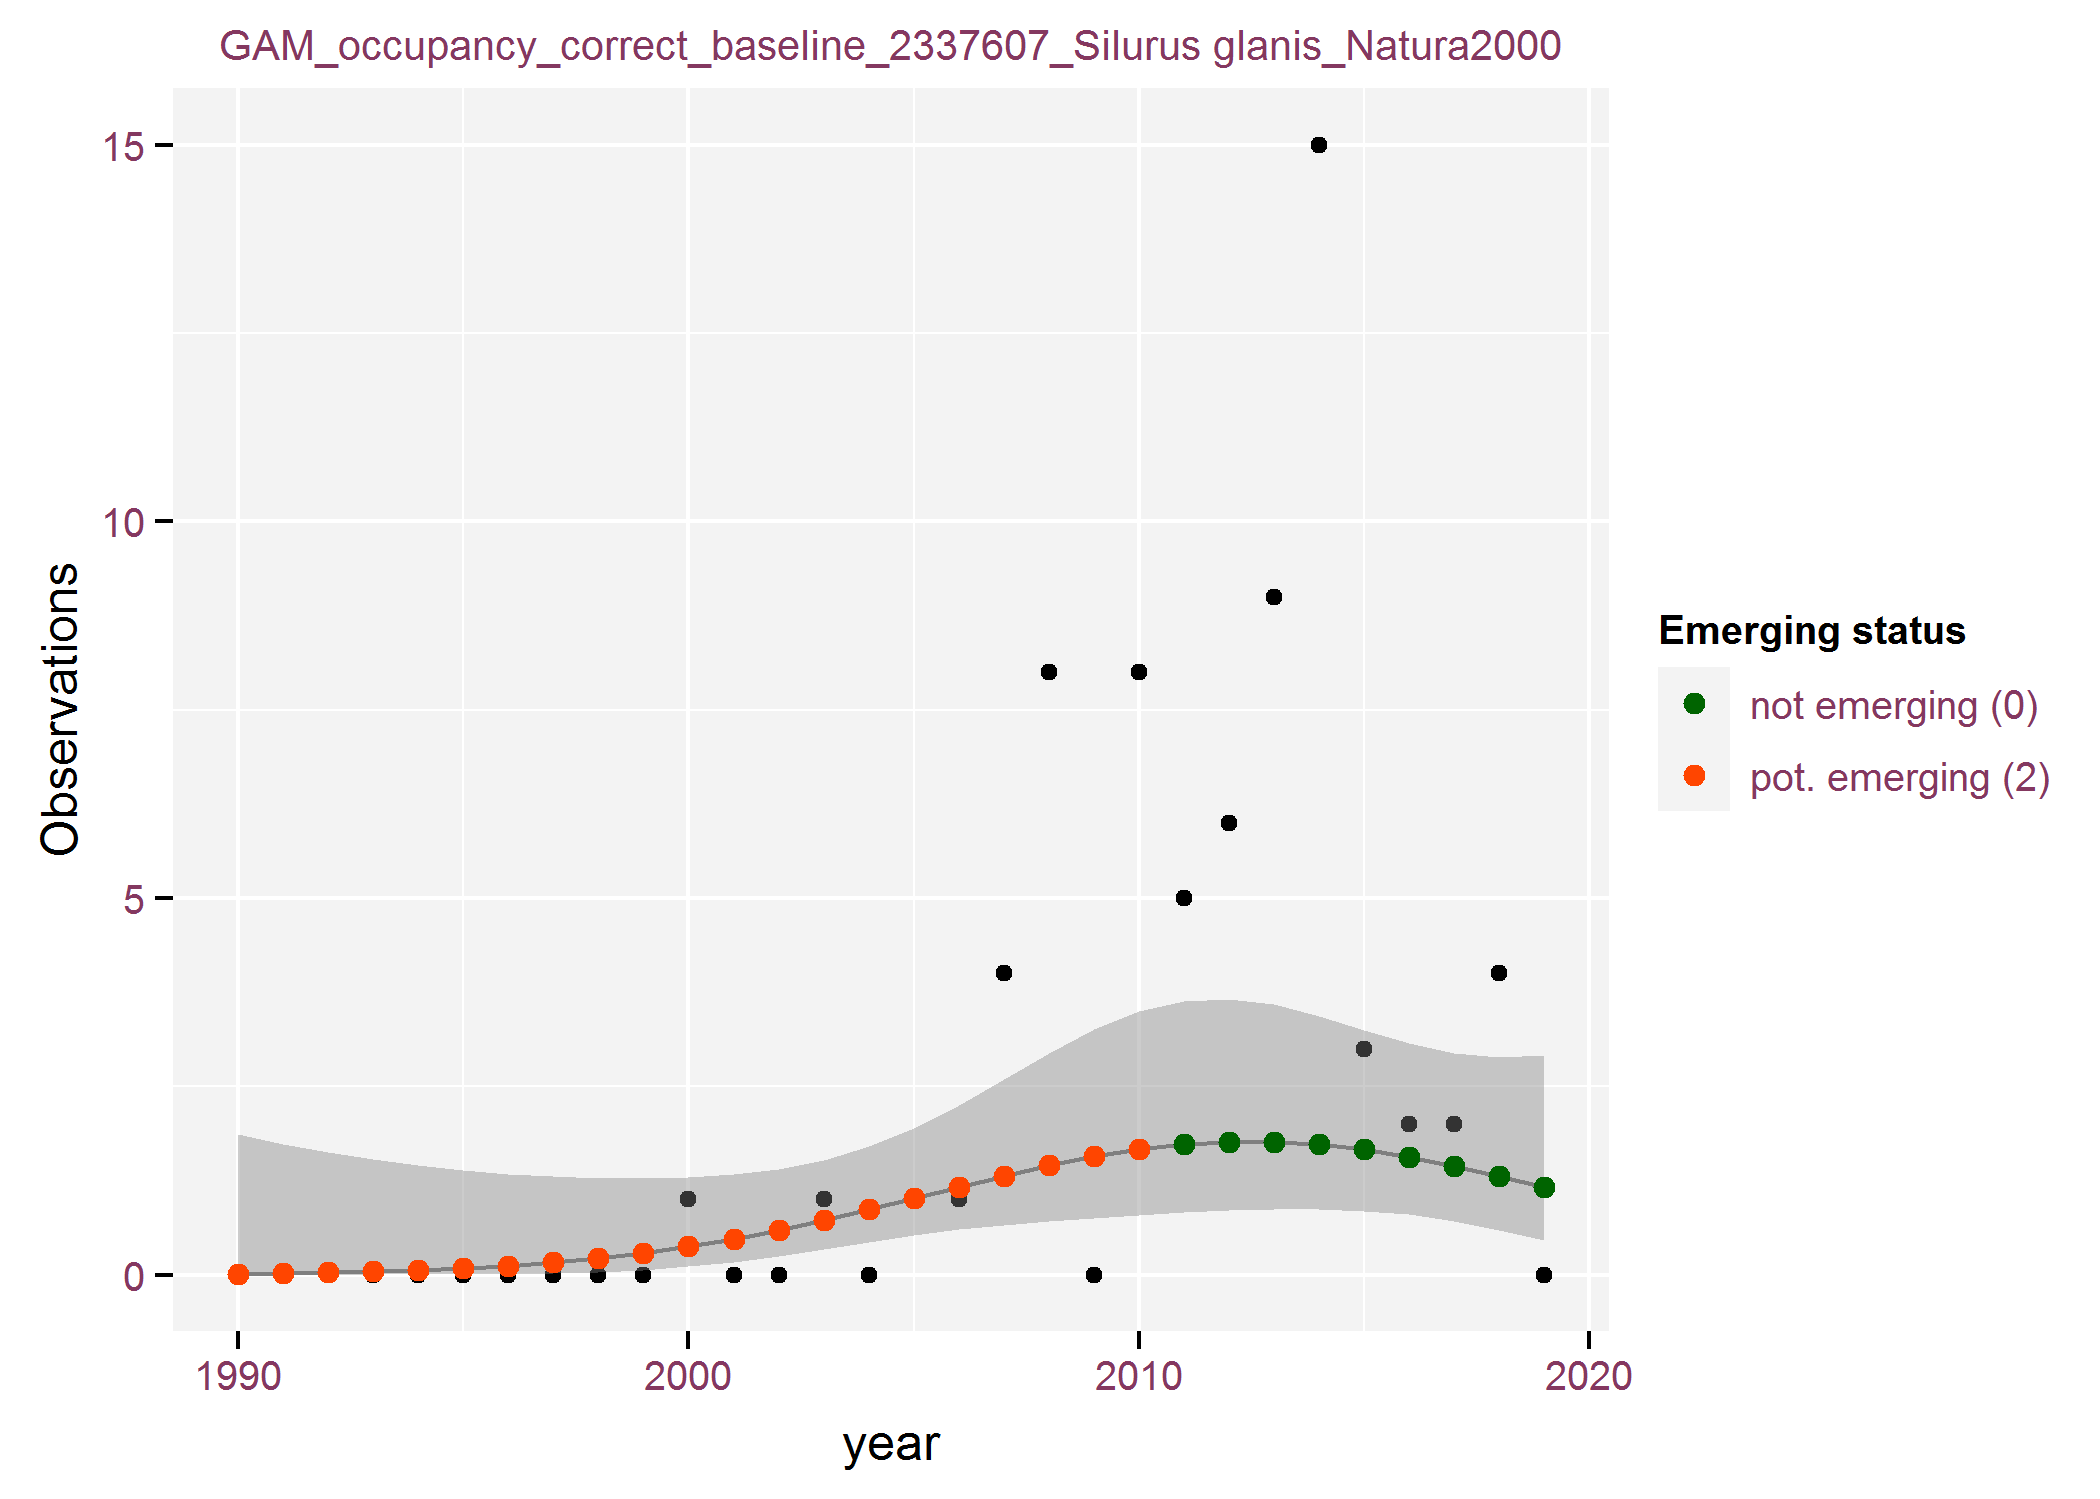 GAM_occupancy_correct_baseline_2337607_Silurus glanis_Natura2000
15
10
5
0
Observations
1990
2000
2010
2020
year
Emerging status
not emerging (0)
pot. emerging (2)